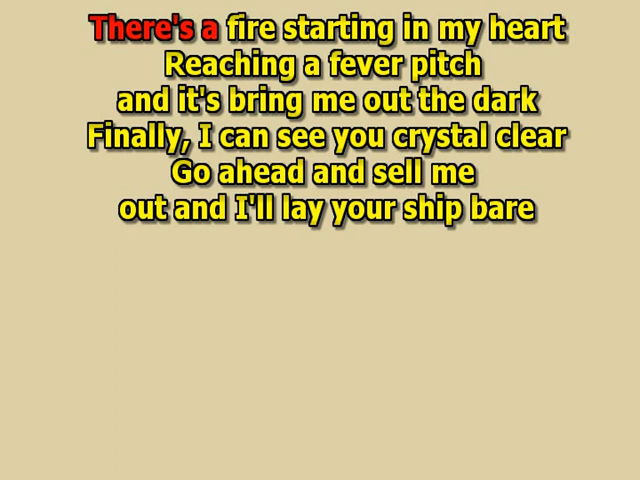 There's a fire starting in my heart
Reaching a fever pitch
and it's bring me out the dark
Finally, I can see you crystal clear
Go ahead and sell me
out and I'll lay your ship bare